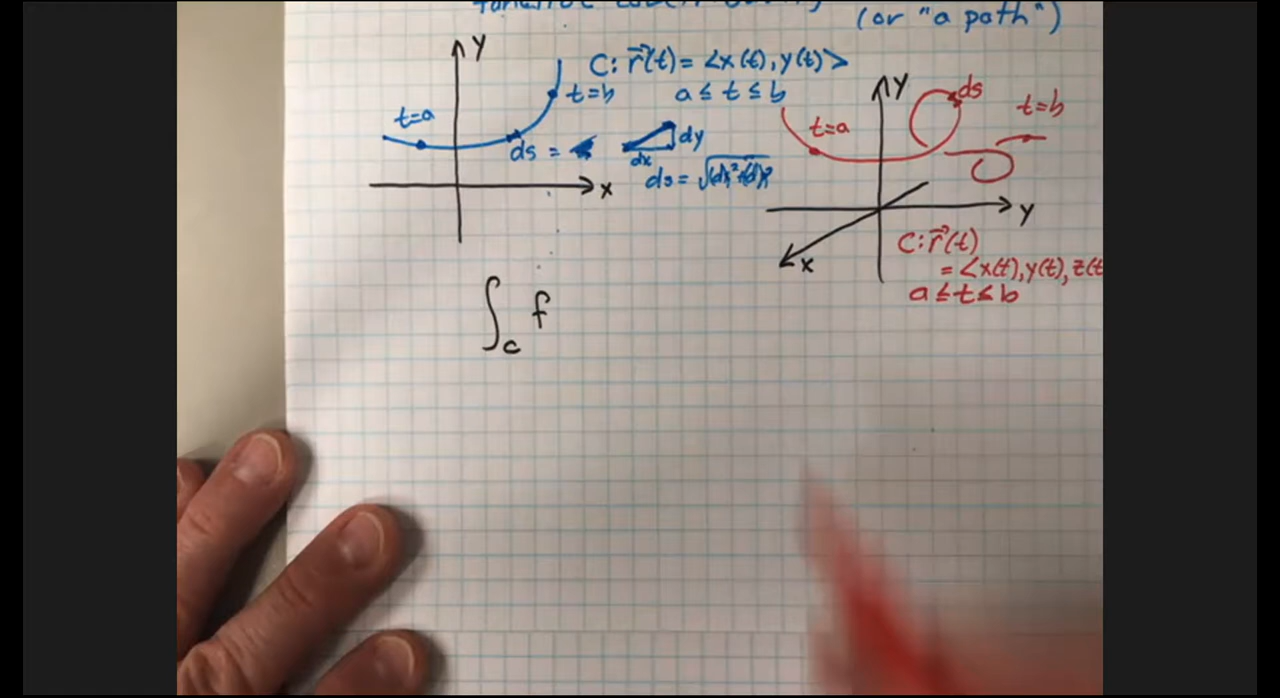 (or "a path")
y
C: r⃗(t) = <x(t), y(t)>
t=b a ≤ t ≤ b
t=a
ds = dx dy
ds = √(dx)²+(dy)²
x
y
ds
t=a
t=b
y
x
C: r⃗(t)
= <x(t), y(t), z(t
a ≤ t ≤ b
∫c f